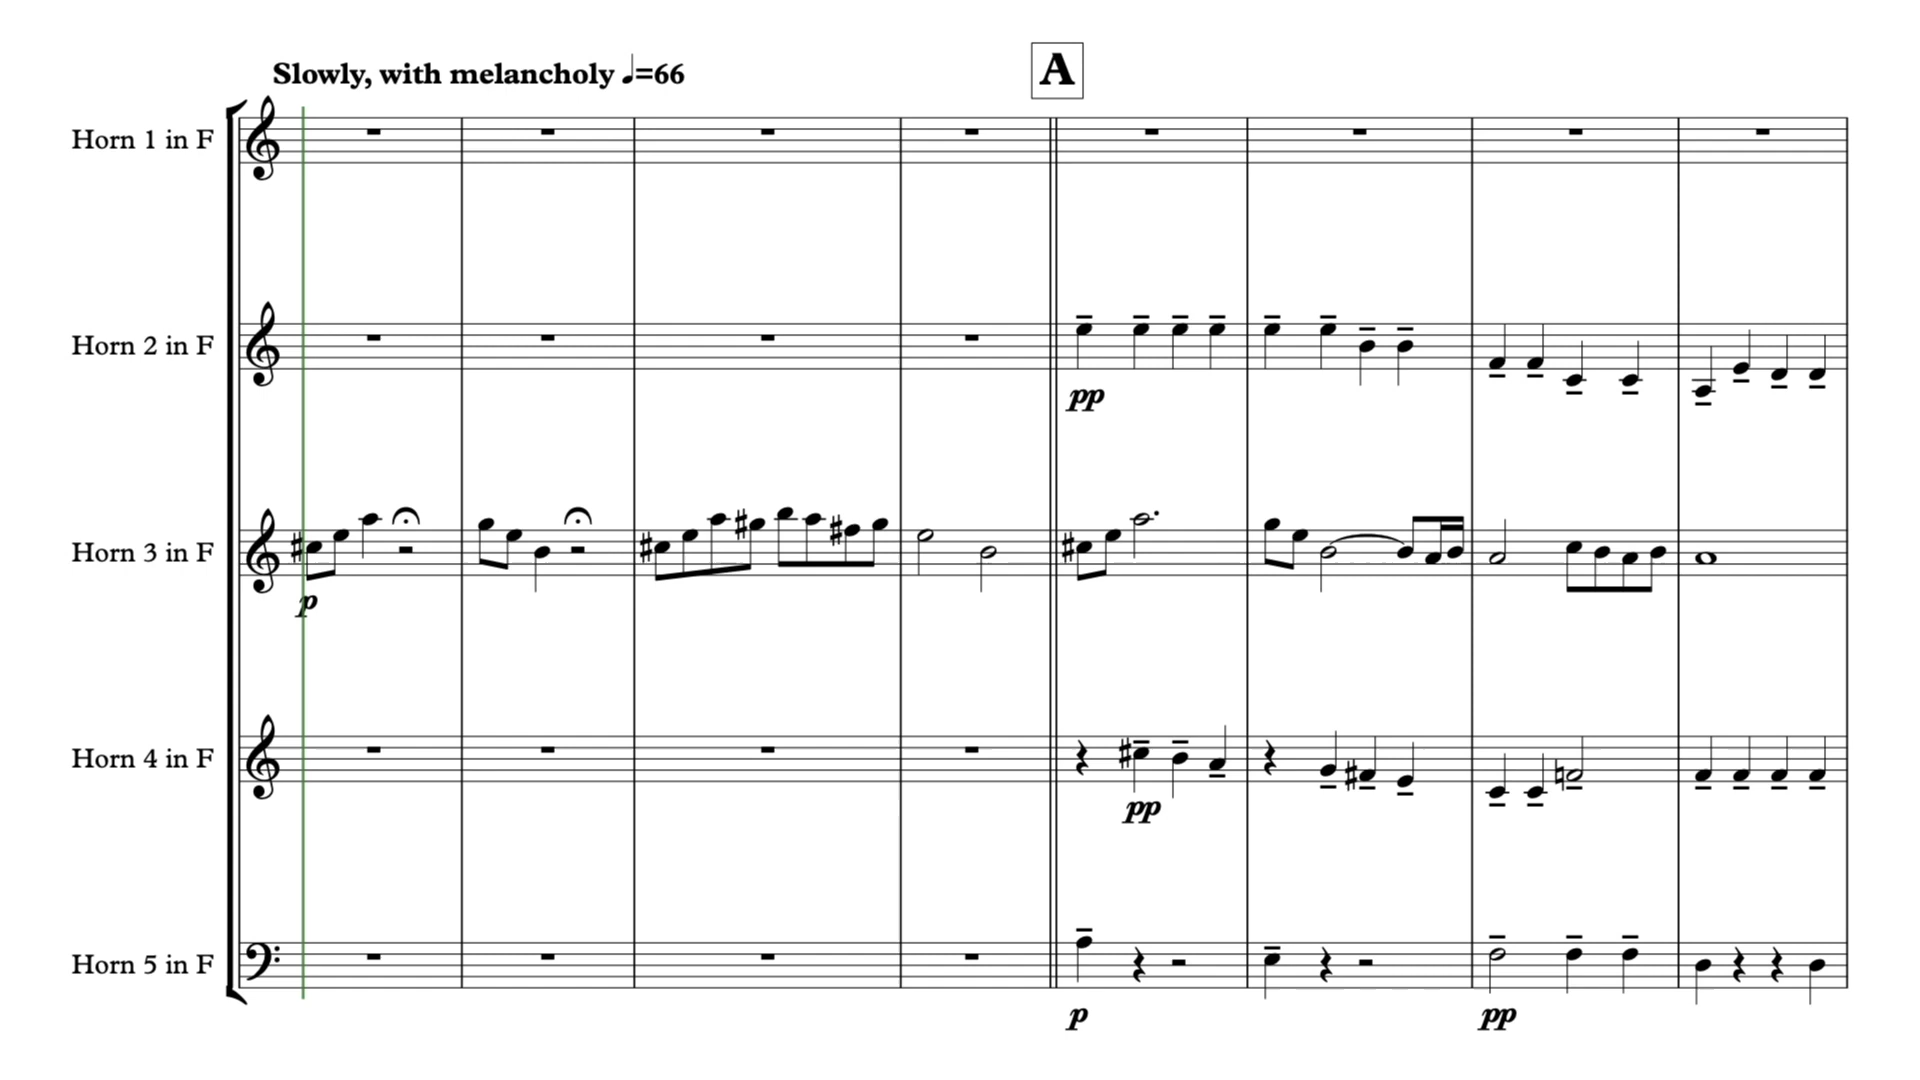 Slowly, with melancholy ♩=66
A
Horn 1 in F
Horn 2 in F
pp
Horn 3 in F
p
Horn 4 in F
pp
Horn 5 in F
p
pp